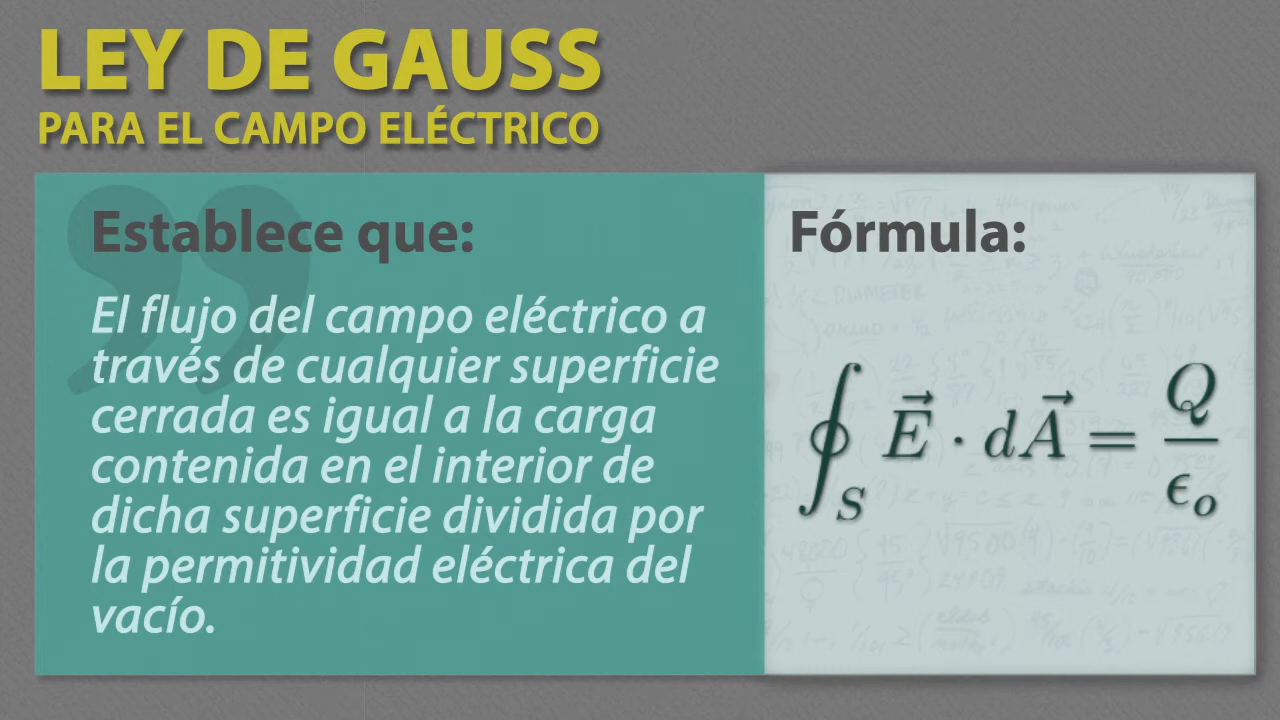 LEY DE GAUSS
PARA EL CAMPO ELÉCTRICO
Establece que:
El flujo del campo eléctrico a
través de cualquier superficie
cerrada es igual a la carga
contenida en el interior de
dicha superficie dividida por
la permitividad eléctrica del
vacío.
Fórmula:
∮_S E⃗ · dA⃗ = Q/ϵ_o